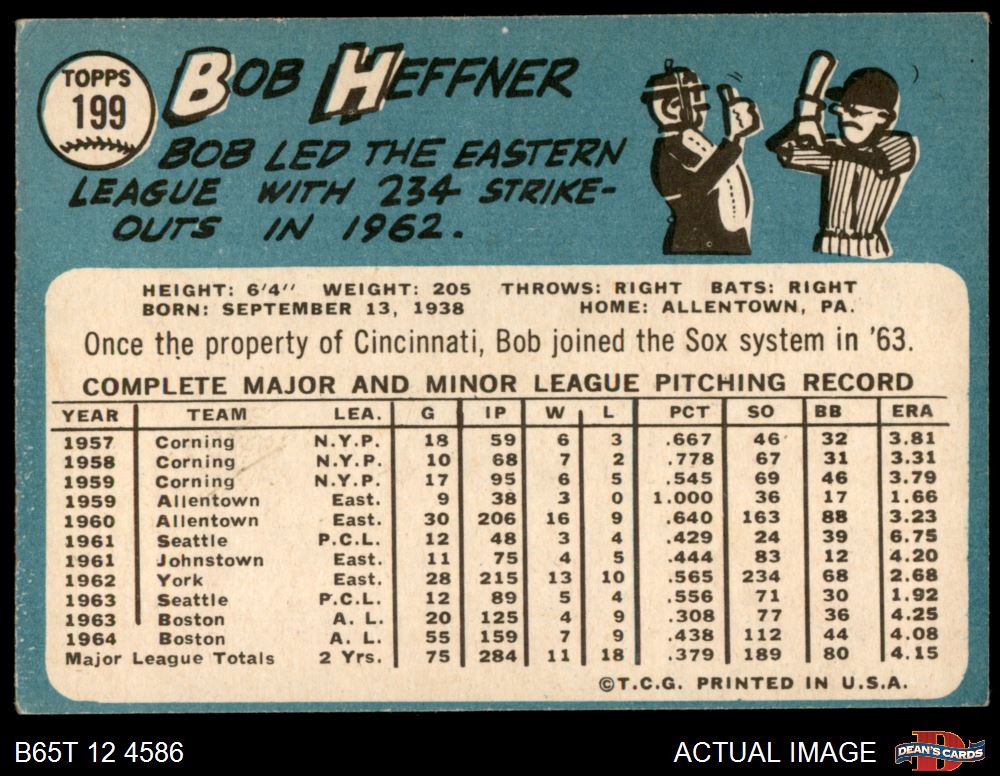 TOPPS
199
BOB HEFFNER
BOB LED THE EASTERN
LEAGUE WITH 234 STRIKE-
OUTS IN 1962.
HEIGHT: 6'4" WEIGHT: 205 THROWS: RIGHT BATS: RIGHT
BORN: SEPTEMBER 13, 1938 HOME: ALLENTOWN, PA.
Once the property of Cincinnati, Bob joined the Sox system in '63.
COMPLETE MAJOR AND MINOR LEAGUE PITCHING RECORD
YEAR TEAM LEA. G IP W L PCT SO BB ERA
1957 Corning N.Y.P. 18 59 6 3 .667 46 32 3.81
1958 Corning N.Y.P. 10 68 7 2 .778 67 31 3.31
1959 Corning N.Y.P. 17 95 6 5 .545 69 46 3.79
1959 Allentown East. 9 38 3 0 1.000 36 17 1.66
1960 Allentown East. 30 206 16 9 .640 163 88 3.23
1961 Seattle P.C.L. 12 48 3 4 .429 24 39 6.75
1961 Johnstown East. 11 75 4 5 .444 83 12 4.20
1962 York East. 28 215 13 10 .565 234 68 2.68
1963 Seattle P.C.L. 12 89 5 4 .556 71 30 1.92
1963 Boston A. L. 20 125 4 9 .308 77 36 4.25
1964 Boston A. L. 55 159 7 9 .438 112 44 4.08
Major League Totals 2 Yrs. 75 284 11 18 .379 189 80 4.15
©T.C.G. PRINTED IN U.S.A.
B65T 12 4586
ACTUAL IMAGE
D
DEAN'S CARDS